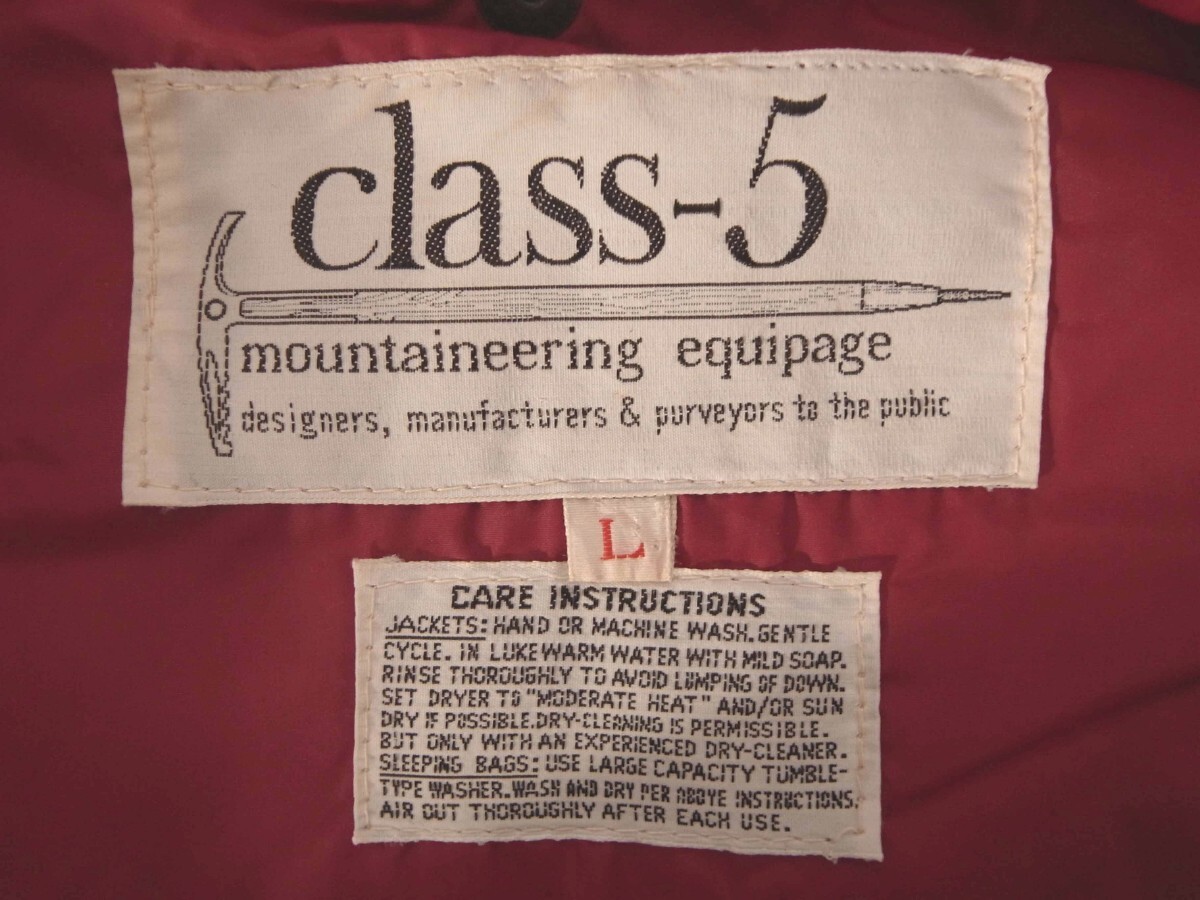 class-5
mountaineering equipage
designers, manufacturers & purveyors to the public
L
CARE INSTRUCTIONS
JACKETS: HAND OR MACHINE WASH. GENTLE
CYCLE. IN LUKEWARM WATER WITH MILD SOAP.
RINSE THOROUGHLY TO AVOID LUMPING OF DOWN.
SET DRYER TO "MODERATE HEAT" AND/OR SUN
DRY IF POSSIBLE. DRY-CLEANING IS PERMISSIBLE.
BUT ONLY WITH AN EXPERIENCED DRY-CLEANER.
SLEEPING BAGS: USE LARGE CAPACITY TUMBLE-
TYPE WASHER. WASH AND DRY PER ABOVE INSTRUCTIONS.
AIR OUT THOROUGHLY AFTER EACH USE.